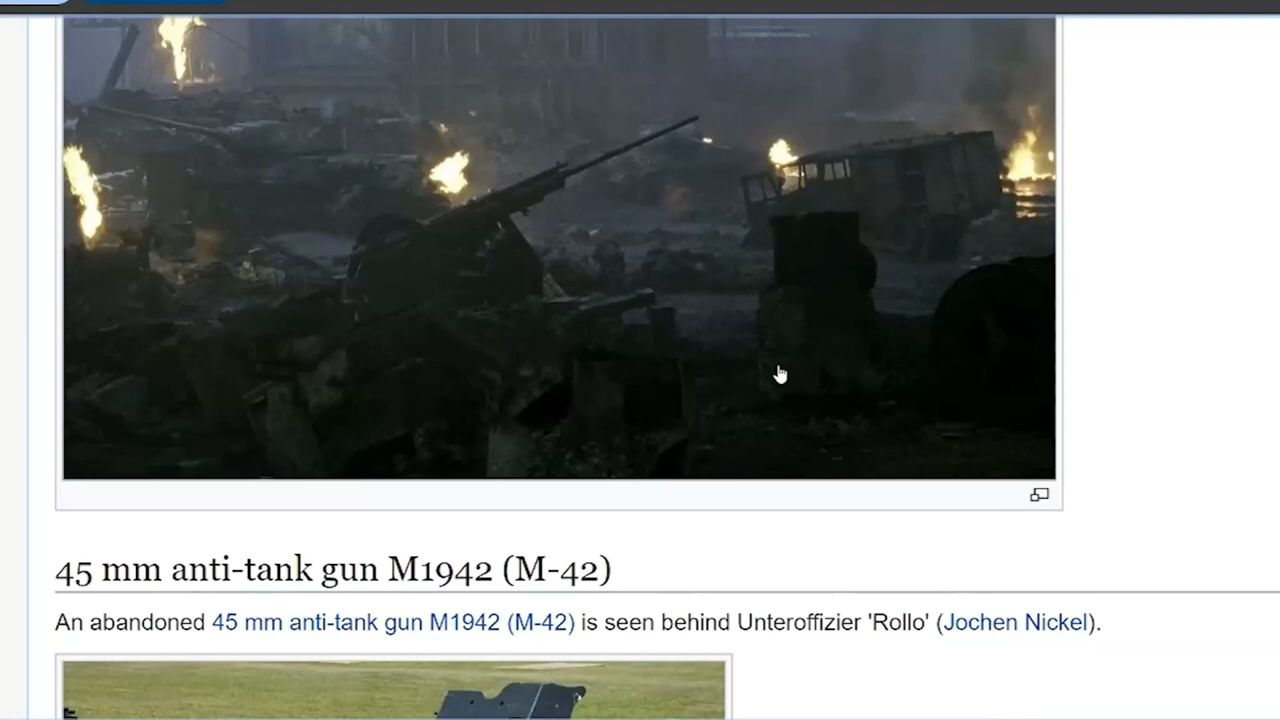 45 mm anti-tank gun M1942 (M-42)
An abandoned 45 mm anti-tank gun M1942 (M-42) is seen behind Unteroffizier 'Rollo' (Jochen Nickel).